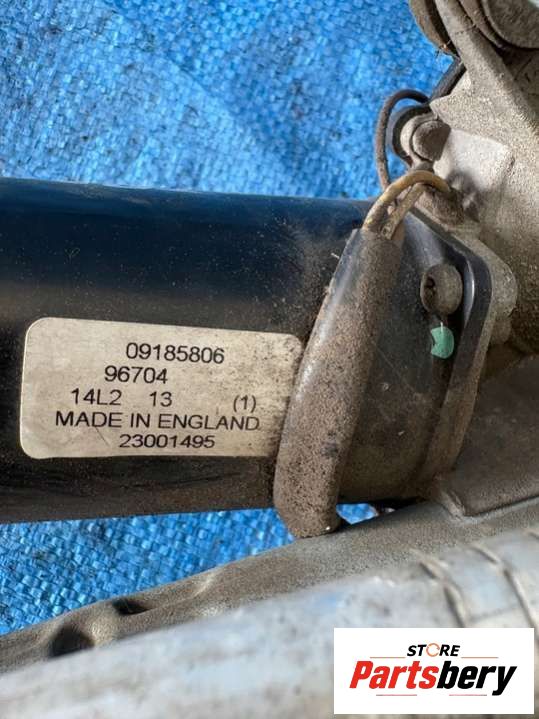 09185806
96704
14L2 13 (1)
MADE IN ENGLAND
23001495
STORE
Partsbery